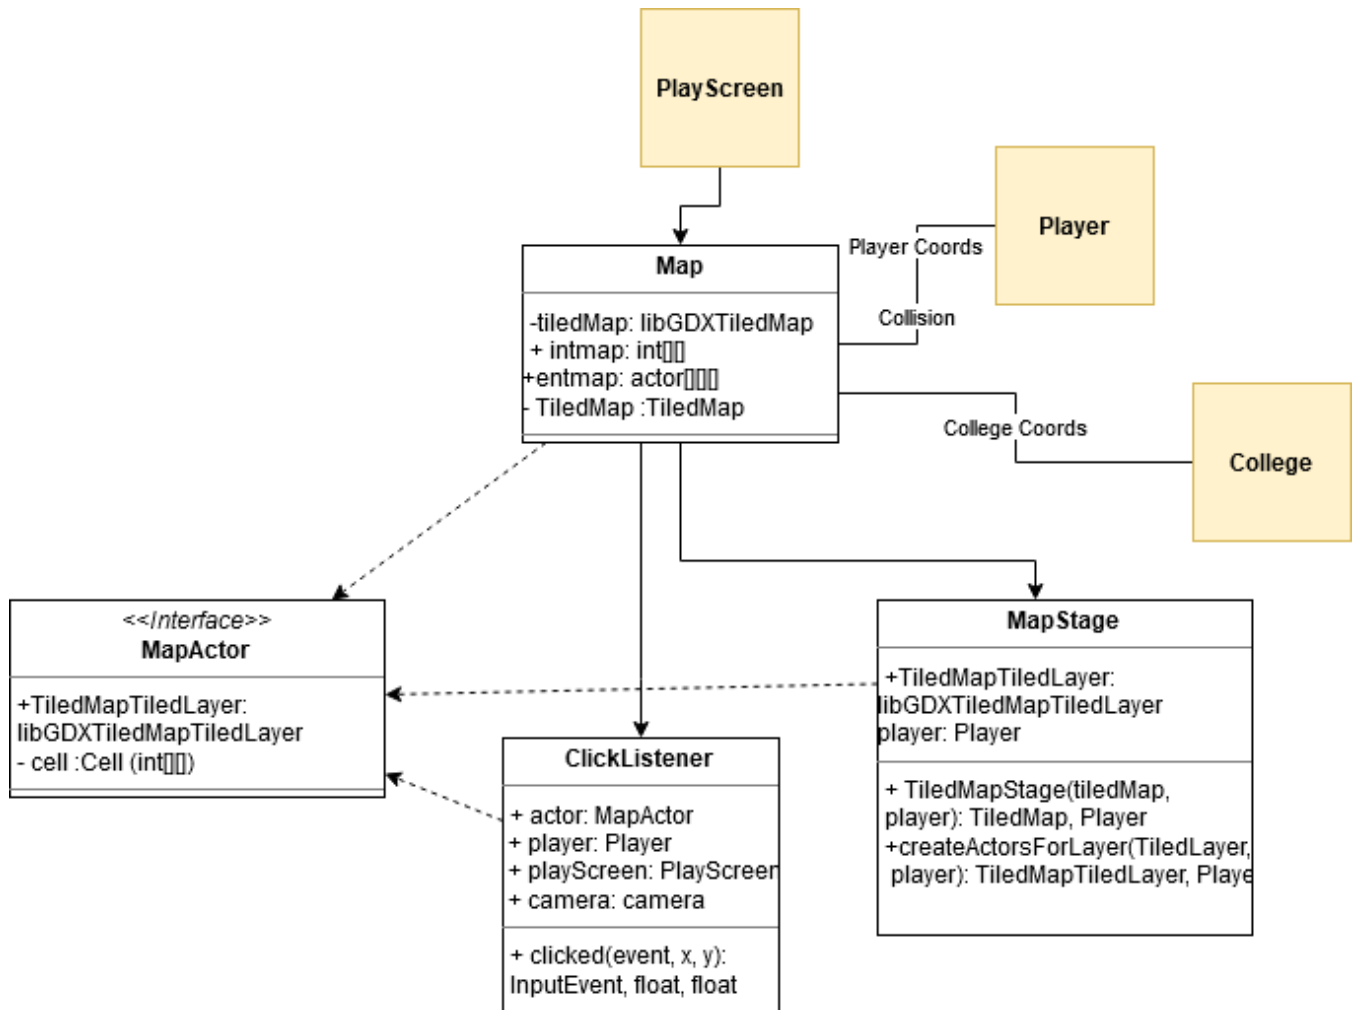 PlayScreen
Player
Player Coords
Map
Collision
-tiledMap: libGDXTiledMap
+ intmap: int[][]
+entmap: actor[][][]
- TiledMap :TiledMap
College Coords
College
<<Interface>>
MapActor
+TiledMapTiledLayer:
libGDXTiledMapTiledLayer
- cell :Cell (int[][])
MapStage
+TiledMapTiledLayer:
libGDXTiledMapTiledLayer
player: Player
+ TiledMapStage(tiledMap,
player): TiledMap, Player
+createActorsForLayer(TiledLayer,
player): TiledMapTiledLayer, Playe
ClickListener
+ actor: MapActor
+ player: Player
+ playScreen: PlayScreen
+ camera: camera
+ clicked(event, x, y):
InputEvent, float, float